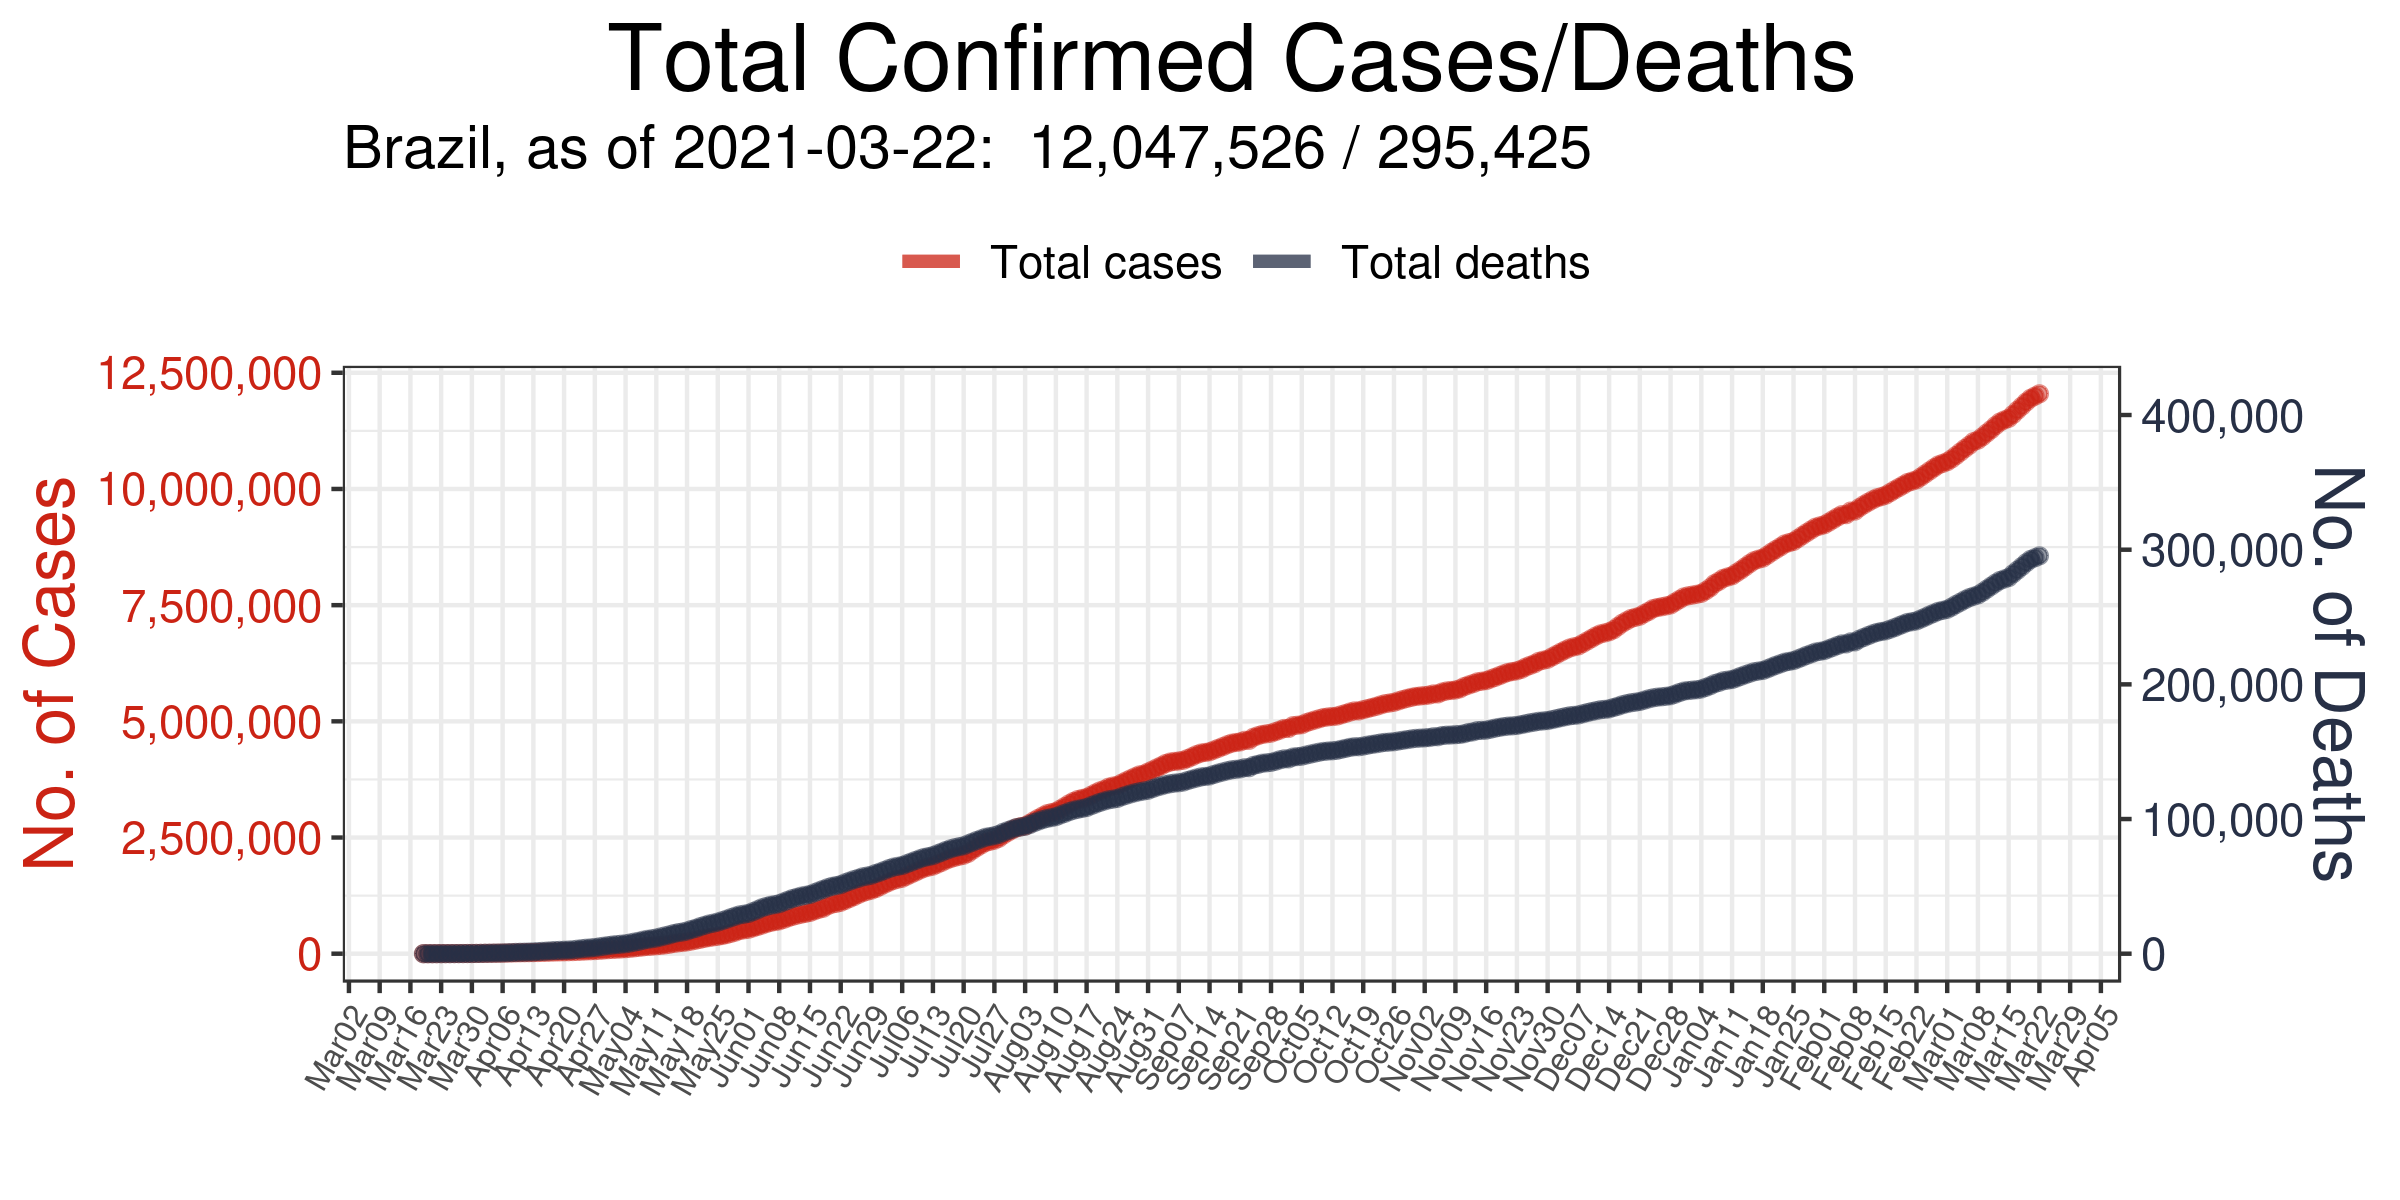 Total Confirmed Cases/Deaths
Brazil, as of 2021-03-22:  12,047,526 / 295,425
Total cases
Total deaths
No. of Cases
12,500,000
10,000,000
7,500,000
5,000,000
2,500,000
0
400,000
300,000
200,000
100,000
0
No. of Deaths
Mar02
Mar09
Mar16
Mar23
Mar30
Apr06
Apr13
Apr20
Apr27
May04
May11
May18
May25
Jun01
Jun08
Jun15
Jun22
Jun29
Jul06
Jul13
Jul20
Jul27
Aug03
Aug10
Aug17
Aug24
Aug31
Sep07
Sep14
Sep21
Sep28
Oct05
Oct12
Oct19
Oct26
Nov02
Nov09
Nov16
Nov23
Nov30
Dec07
Dec14
Dec21
Dec28
Jan04
Jan11
Jan18
Jan25
Feb01
Feb08
Feb15
Feb22
Mar01
Mar08
Mar15
Mar22
Mar29
Apr05